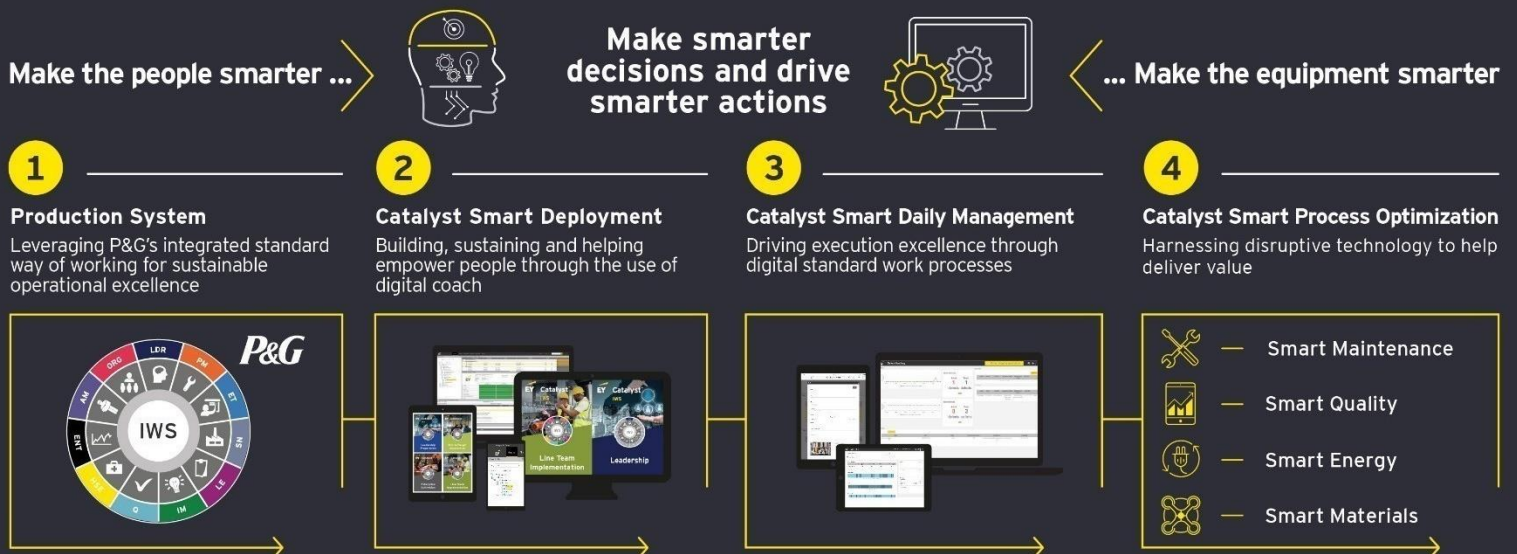 Make the people smarter ...
Make smarter
decisions and drive
smarter actions
... Make the equipment smarter
1
Production System
Leveraging P&G's integrated standard
way of working for sustainable
operational excellence
2
Catalyst Smart Deployment
Building, sustaining and helping
empower people through the use of
digital coach
3
Catalyst Smart Daily Management
Driving execution excellence through
digital standard work processes
4
Catalyst Smart Process Optimization
Harnessing disruptive technology to help
deliver value
P&G
LDR
PM
ET
SN
LE
IM
Q
HS&E
ENT
AM
ORG
IWS
EY Catalyst
IWS
Line Team
Implementation
EY Catalyst
IWS
Leadership
Smart Maintenance
Smart Quality
Smart Energy
Smart Materials